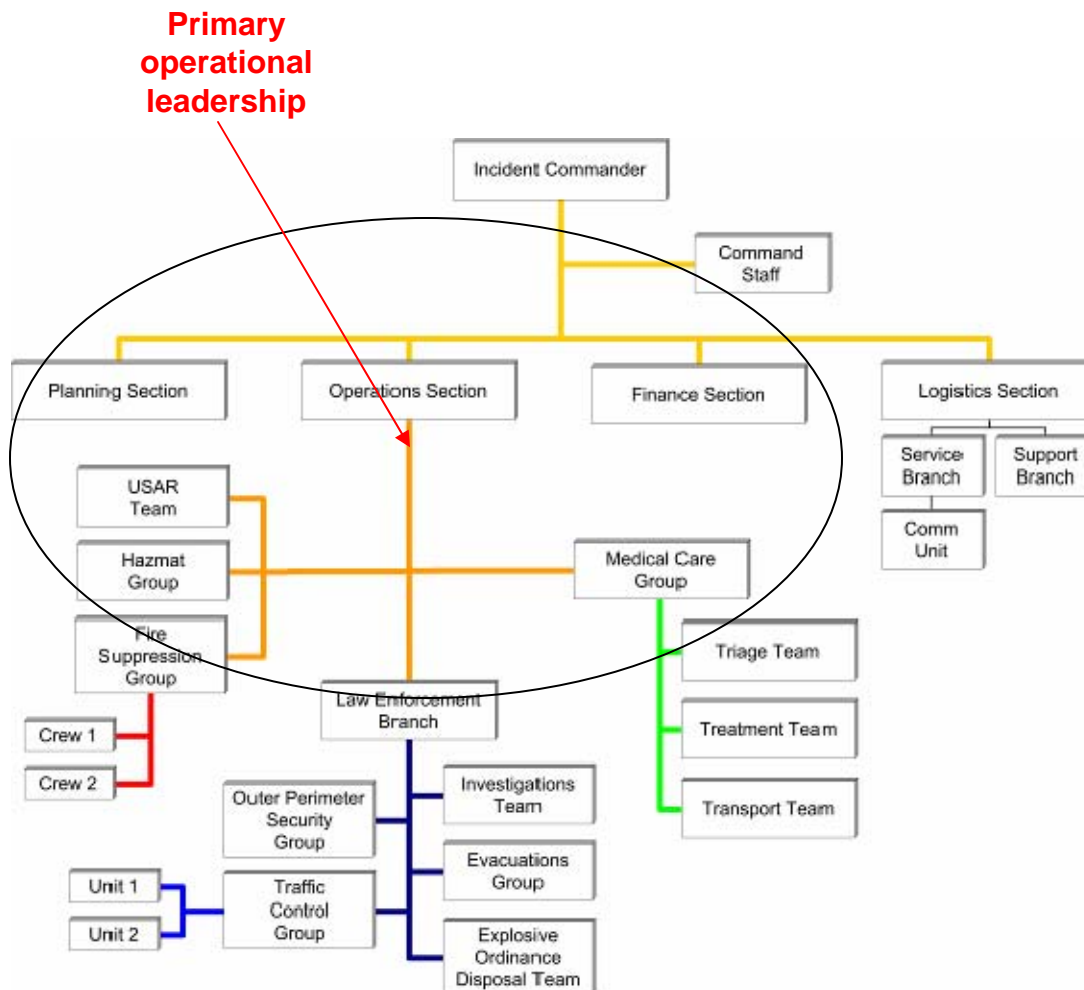 Primary
operational
leadership
Incident Commander
Command
Staff
Planning Section
Operations Section
Finance Section
Logistics Section
Service
Branch
Support
Branch
Comm
Unit
USAR
Team
Hazmat
Group
Fire
Suppression
Group
Medical Care
Group
Triage Team
Treatment Team
Transport Team
Crew 1
Crew 2
Law Enforcement
Branch
Outer Perimeter
Security
Group
Investigations
Team
Evacuations
Group
Traffic
Control
Group
Unit 1
Unit 2
Explosive
Ordinance
Disposal Team